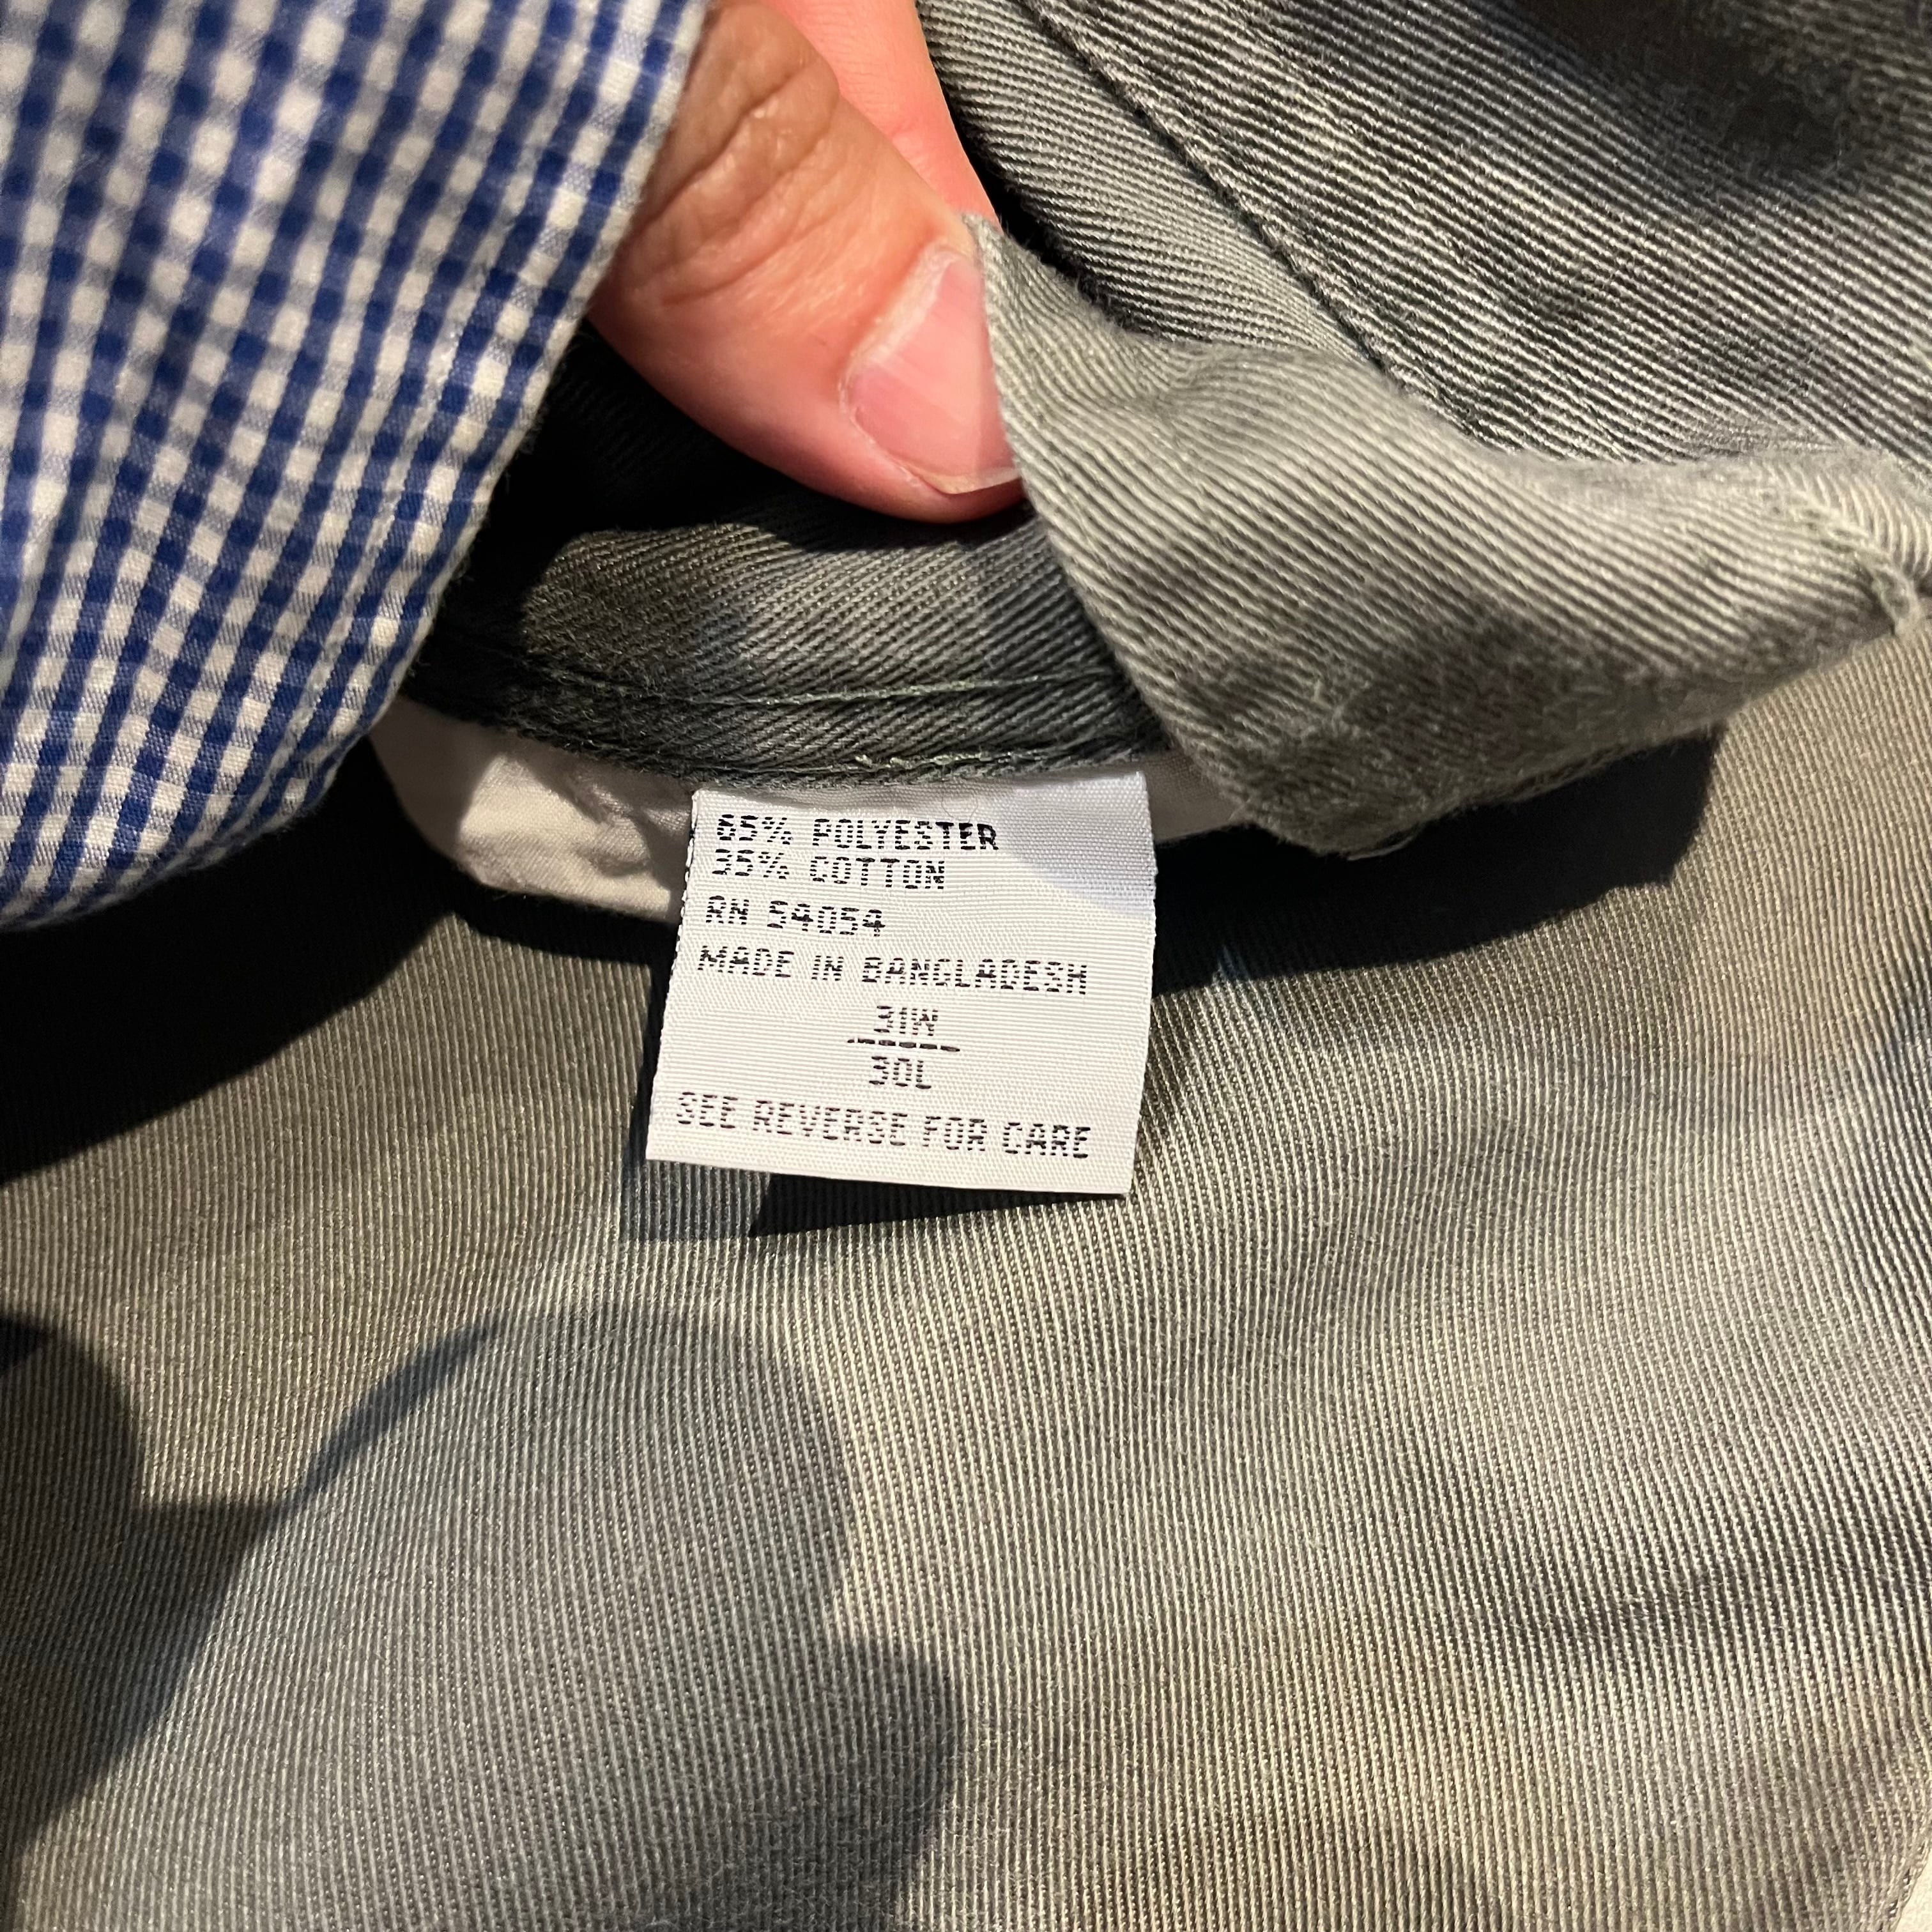 65% POLYESTER
35% COTTON
RN 54054
MADE IN BANGLADESH
31W
30L
SEE REVERSE FOR CARE